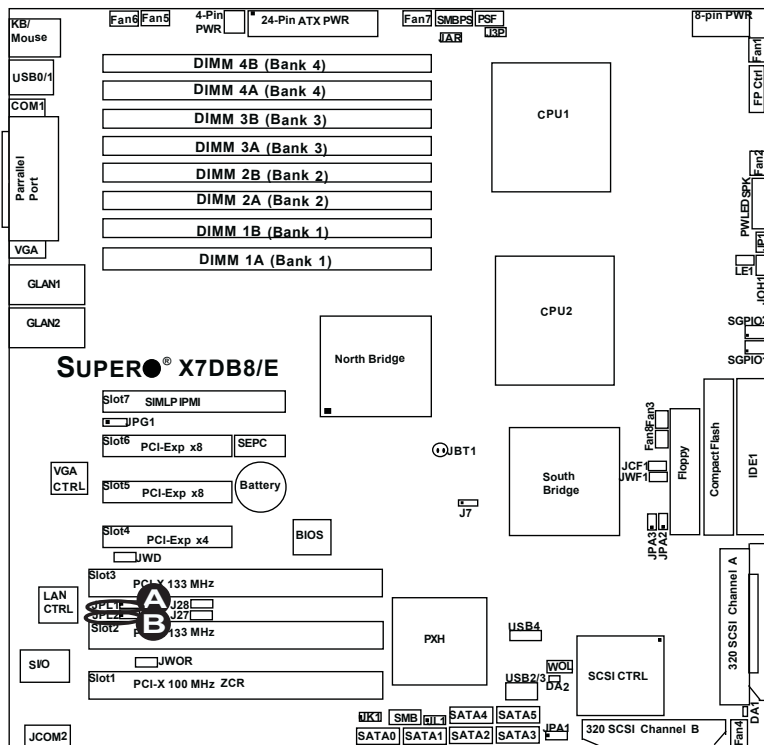 Fan6
Fan5
4-Pin
PWR
24-Pin ATX PWR
Fan7
SMBPS
PSF
JAR
8-pin PWR
KB/
Mouse
USB0/1
COM1
Parrallel
Port
VGA
GLAN1
GLAN2
DIMM 4B (Bank 4)
DIMM 4A (Bank 4)
DIMM 3B (Bank 3)
DIMM 3A (Bank 3)
DIMM 2B (Bank 2)
DIMM 2A (Bank 2)
DIMM 1B (Bank 1)
DIMM 1A (Bank 1)
CPU1
CPU2
Fan1
FP Ctrl
Fan2
PWLEDSPK
JP1
LE1
JOH1
SGPIO2
SGPIO1
SUPER® X7DB8/E
North Bridge
Slot7
SIMLP IPMI
JPG1
Slot6
PCI-Exp x8
SEPC
VGA
CTRL
Slot5
PCI-Exp x8
Battery
Slot4
PCI-Exp x4
BIOS
JWD
JBT1
J7
South
Bridge
Fan8
Fan3
JCF1
JWF1
JPA3
JPA2
Floppy
Compact Flash
IDE1
Slot3
PCI-X 133 MHz
LAN
CTRL
JPL1
A
J28
JPL2
B
J27
Slot2
133 MHz
JWOR
Slot1
PCI-X 100 MHz ZCR
S/IO
JCOM2
PXH
USB4
USB2/3
WOL
DA2
SCSI CTRL
320 SCSI Channel A
DA1
JK1
SMB
SATA4
SATA5
SATA0
SATA1
SATA2
SATA3
JPA1
320 SCSI Channel B
Fan4